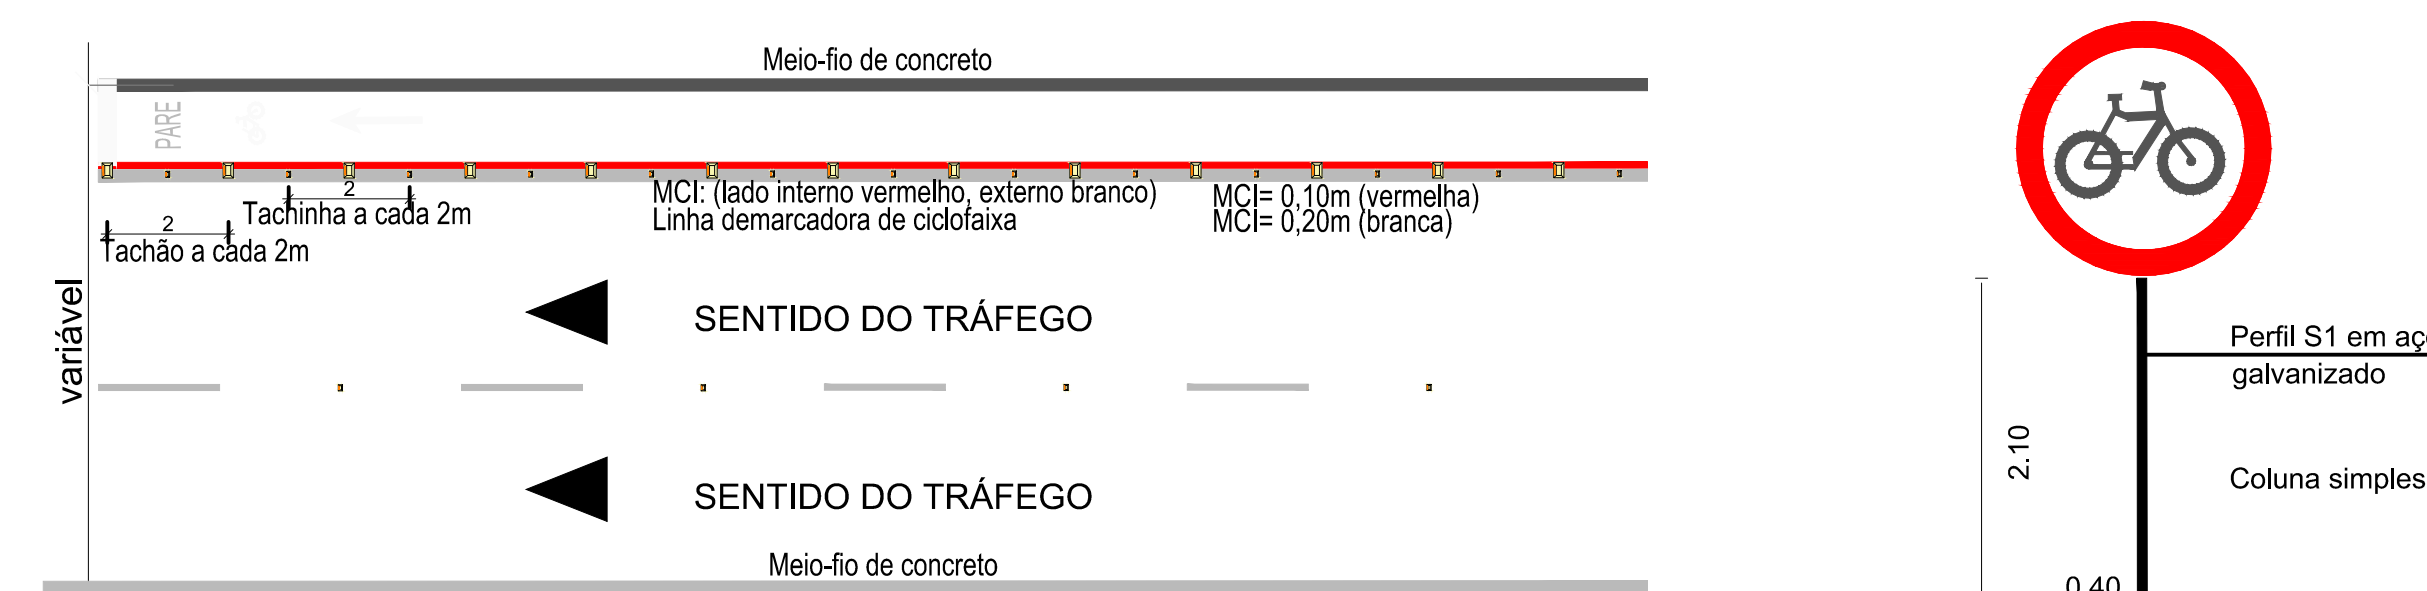 Meio-fio de concreto
PARE
2
Tachinha a cada 2m
2
Tachão a cada 2m
MCI: (lado interno vermelho, externo branco)
Linha demarcadora de ciclofaixa
MCI= 0,10m (vermelha)
MCI= 0,20m (branca)
variável
SENTIDO DO TRÁFEGO
SENTIDO DO TRÁFEGO
Meio-fio de concreto
Perfil S1 em
galvanizado
2.10
Coluna simples
0.40